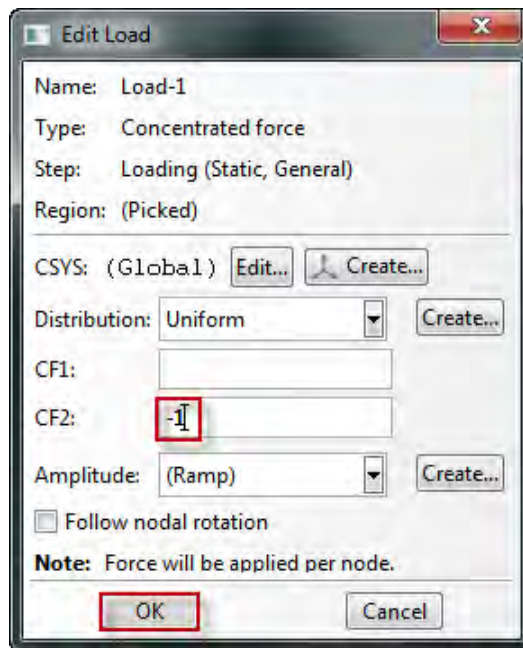 Edit Load
Name: Load-1
Type: Concentrated force
Step: Loading (Static, General)
Region: (Picked)
CSYS: (Global) Edit... Create...
Distribution: Uniform Create...
CF1:
CF2: -1
Amplitude: (Ramp) Create...
Follow nodal rotation
Note: Force will be applied per node.
OK Cancel